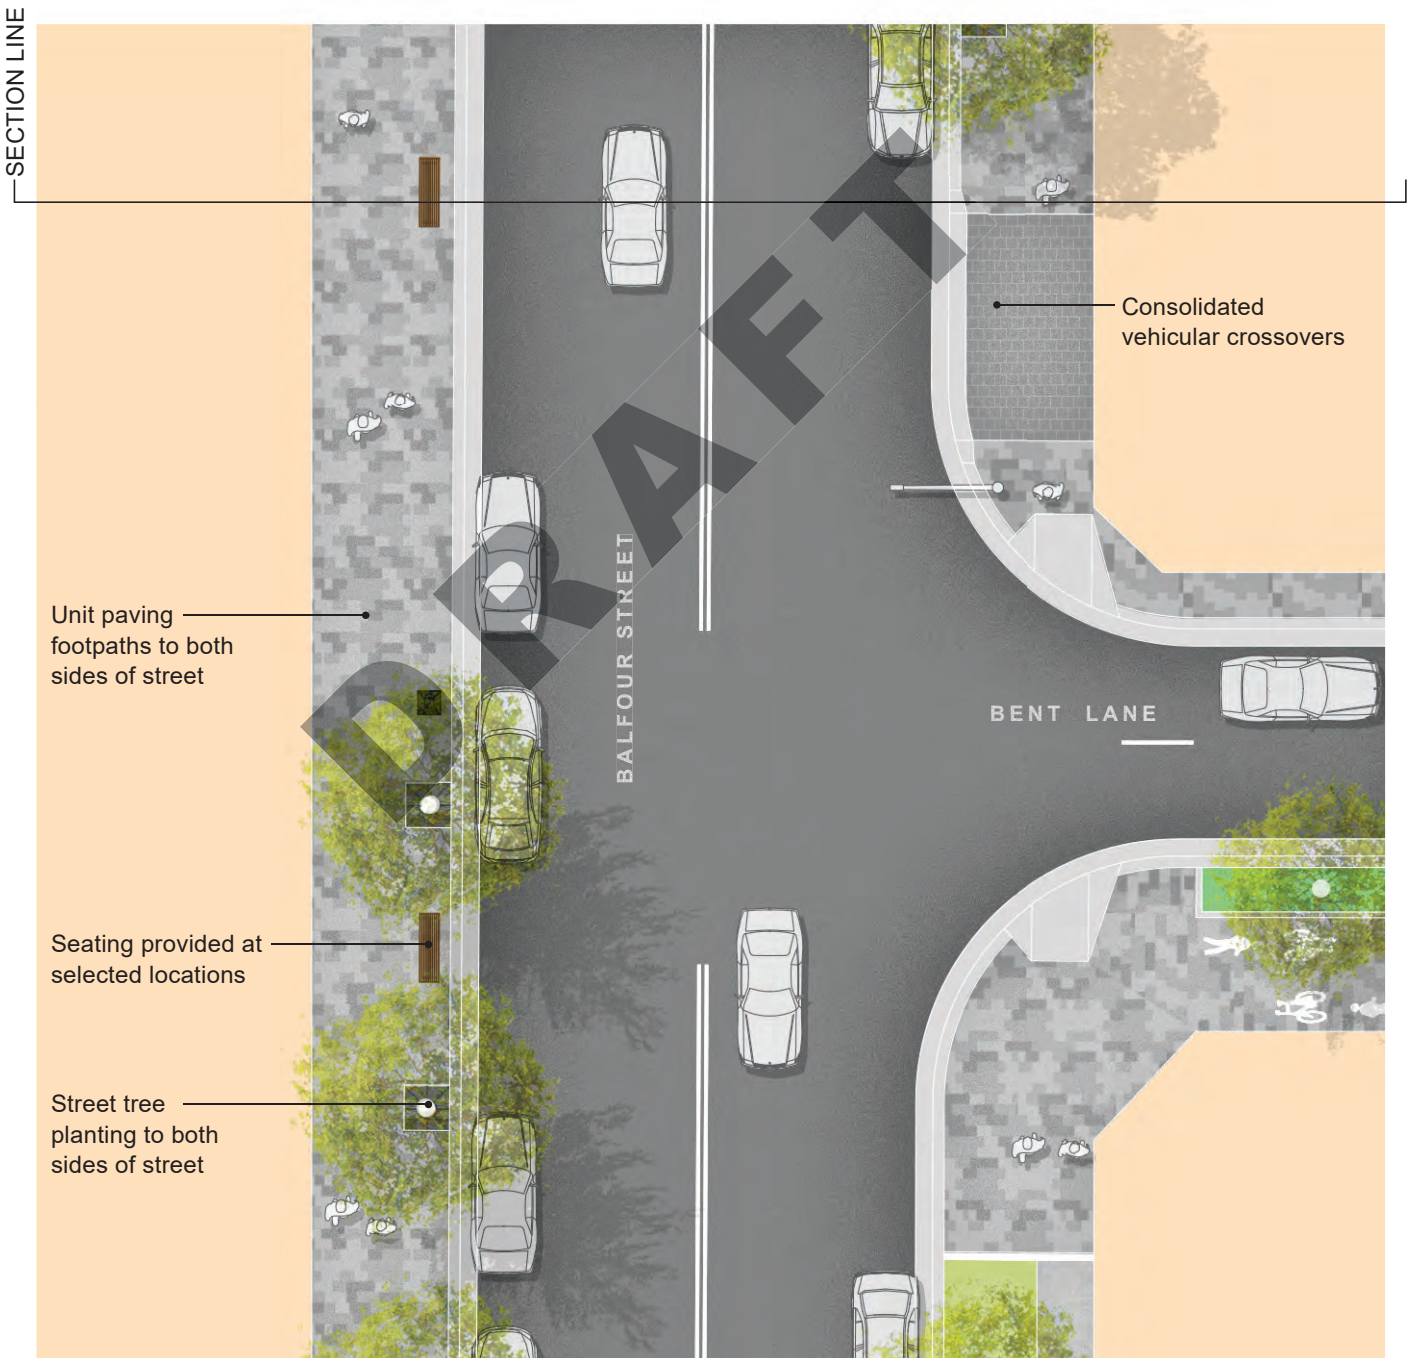 SECTION LINE
Consolidated
vehicular crossovers
Unit paving
footpaths to both
sides of street
BALFOUR STREET
BENT LANE
Seating provided at
selected locations
Street tree
planting to both
sides of street
DRAFT